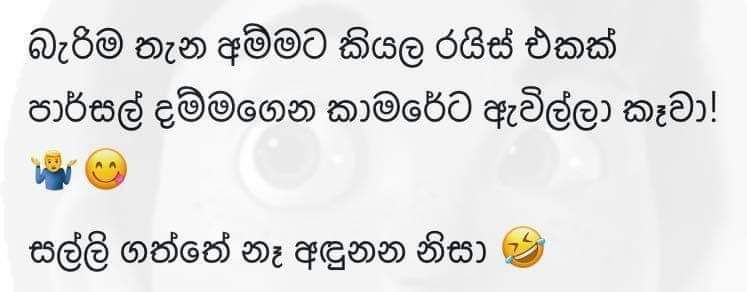 බැරිම තැන අම්මට කියල රයිස් එකක්
පාර්සල් දම්මගෙන කාමරේට ඇවිල්ලා කෑවා!
🤷‍♂️😋
සල්ලි ගත්තේ නෑ අඳුනන නිසා 🤣